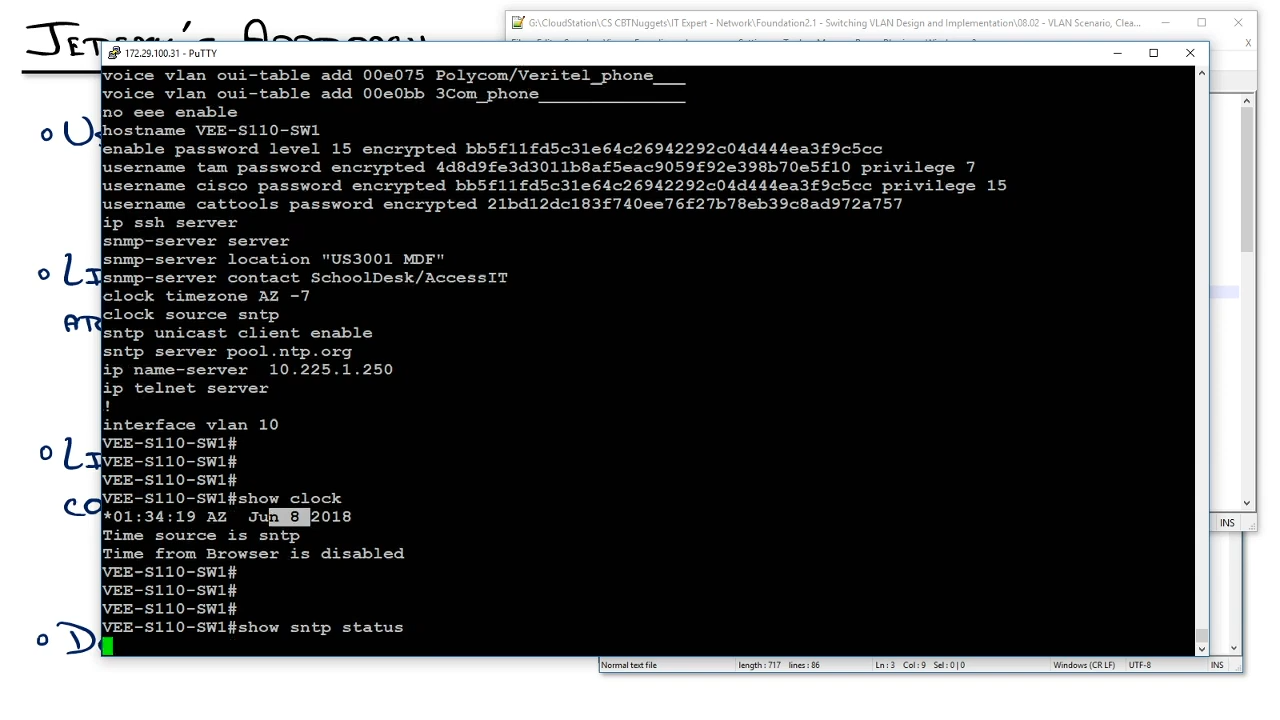 JEREMY'S APPROACH
G:\CloudStation\CS CBTNuggets\IT Expert - Network\Foundation2.1 - Switching VLAN Design and Implementation\08.02 - VLAN Scenario, Clea...
172.29.100.31 - PuTTY
voice vlan oui-table add 00e075 Polycom/Veritel_phone___
voice vlan oui-table add 00e0bb 3Com_phone_________________
no eee enable
hostname VEE-S110-SW1
enable password level 15 encrypted bb5f11fd5c31e64c26942292c04d444ea3f9c5cc
username tam password encrypted 4d8d9fe3d3011b8af5eac9059f92e398b70e5f10 privilege 7
username cisco password encrypted bb5f11fd5c31e64c26942292c04d444ea3f9c5cc privilege 15
username cattools password encrypted 21bd12dc183f740ee76f27b78eb39c8ad972a757
ip ssh server
snmp-server server
snmp-server location "US3001 MDF"
snmp-server contact SchoolDesk/AccessIT
clock timezone AZ -7
clock source sntp
sntp unicast client enable
sntp server pool.ntp.org
ip name-server  10.225.1.250
ip telnet server
!
interface vlan 10
VEE-S110-SW1#
VEE-S110-SW1#
VEE-S110-SW1#
VEE-S110-SW1#show clock
*01:34:19 AZ  Jun 8 2018
Time source is sntp
Time from Browser is disabled
VEE-S110-SW1#
VEE-S110-SW1#
VEE-S110-SW1#
VEE-S110-SW1#show sntp status
INS
Normal text file length : 717 lines : 86 Ln : 3 Col : 9 Sel : 0 | 0 Windows (CR LF) UTF-8 INS